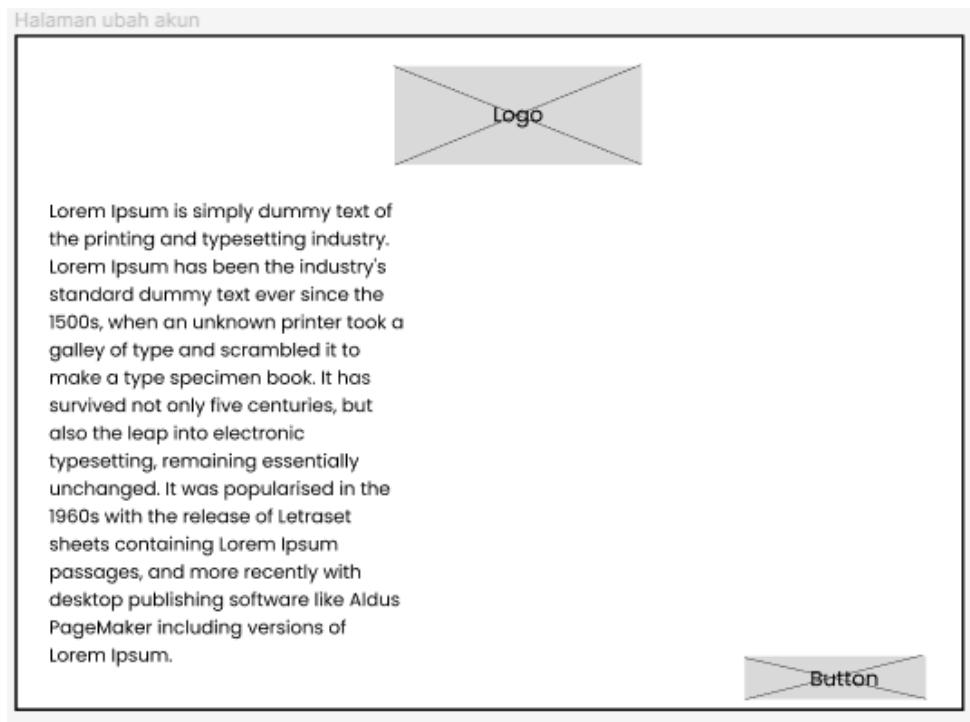 Halaman ubah akun
Logo
Lorem Ipsum is simply dummy text of
the printing and typesetting industry.
Lorem Ipsum has been the industry's
standard dummy text ever since the
1500s, when an unknown printer took a
galley of type and scrambled it to
make a type specimen book. It has
survived not only five centuries, but
also the leap into electronic
typesetting, remaining essentially
unchanged. It was popularised in the
1960s with the release of Letraset
sheets containing Lorem Ipsum
passages, and more recently with
desktop publishing software like Aldus
PageMaker including versions of
Lorem Ipsum.
Button